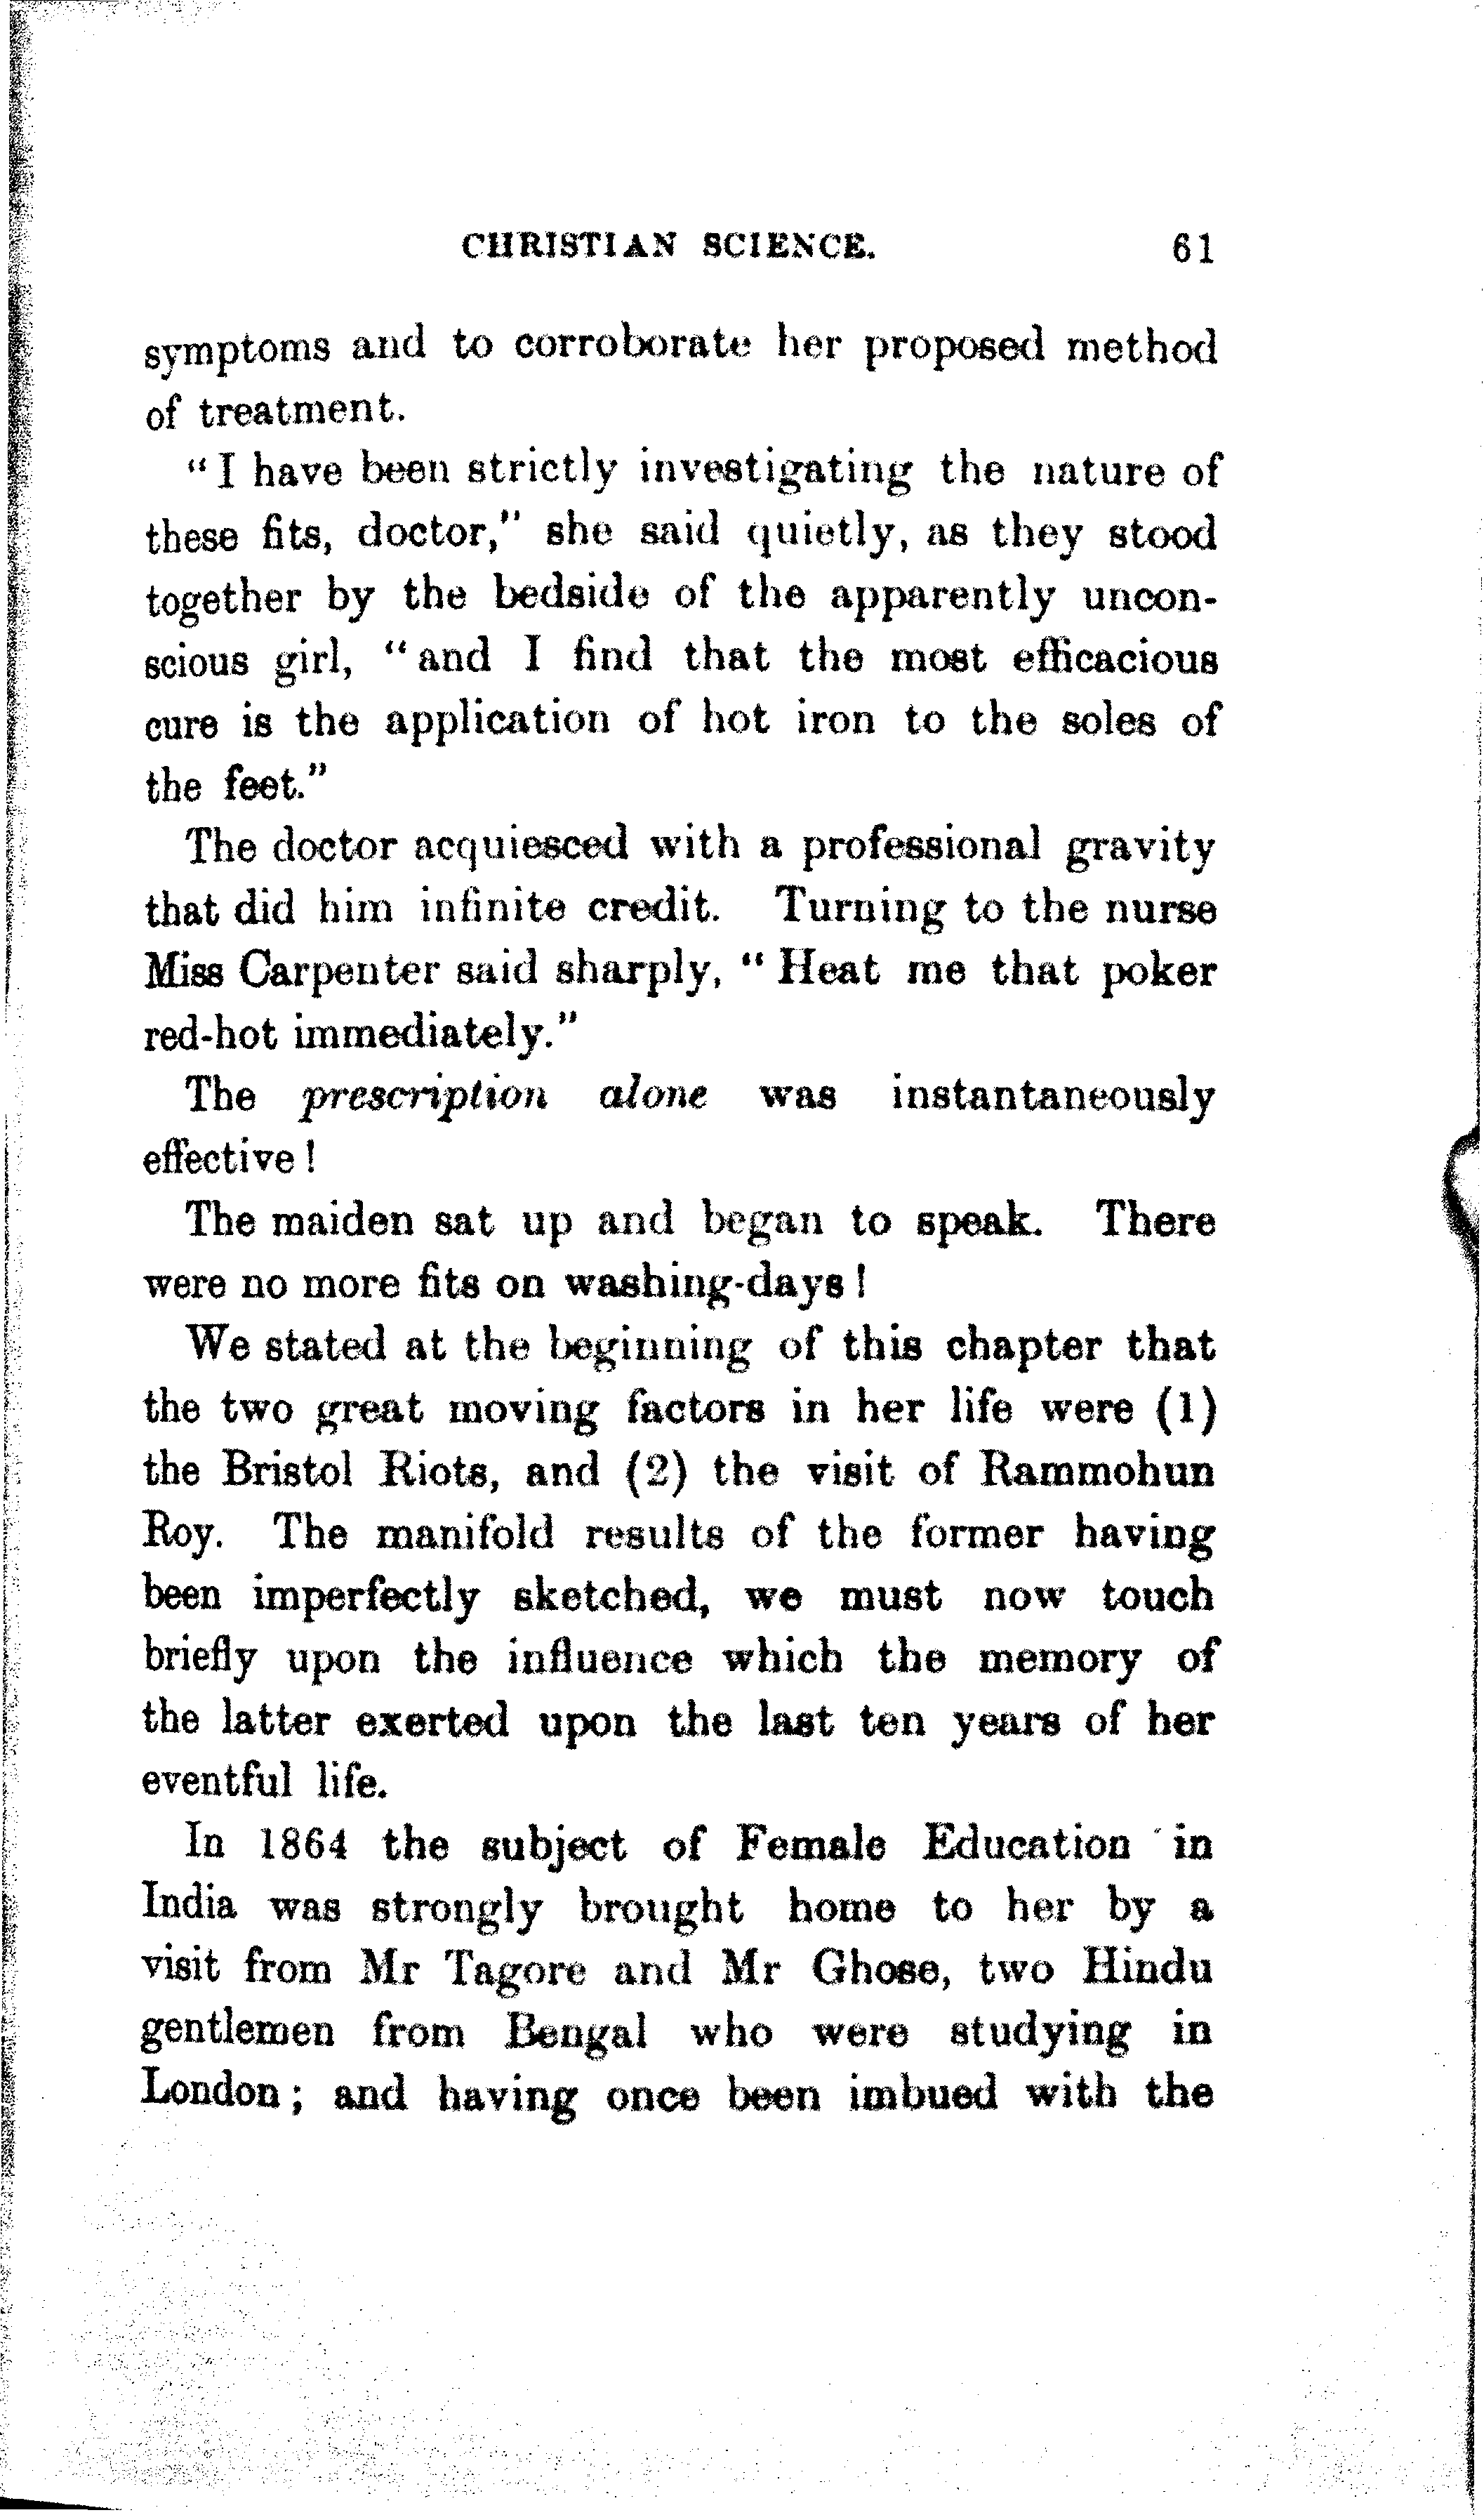 CHRISTIAN SCIENCE. 61
symptoms and to corroborate her proposed method
of treatment.
"I have been strictly investigating the nature of
these fits, doctor," she said quietly, as they stood
together by the bedside of the apparently uncon-
scious girl, "and I find that the most efficacious
cure is the application of hot iron to the soles of
the feet."
The doctor acquiesced with a professional gravity
that did him infinite credit. Turning to the nurse
Miss Carpenter said sharply, "Heat me that poker
red-hot immediately."
The prescription alone was instantaneously
effective!
The maiden sat up and began to speak. There
were no more fits on washing-days!
We stated at the beginning of this chapter that
the two great moving factors in her life were (1)
the Bristol Riots, and (2) the visit of Rammohun
Roy. The manifold results of the former having
been imperfectly sketched, we must now touch
briefly upon the influence which the memory of
the latter exerted upon the last ten years of her
eventful life.
In 1864 the subject of Female Education in
India was strongly brought home to her by a
visit from Mr Tagore and Mr Ghose, two Hindu
gentlemen from Bengal who were studying in
London; and having once been imbued with the